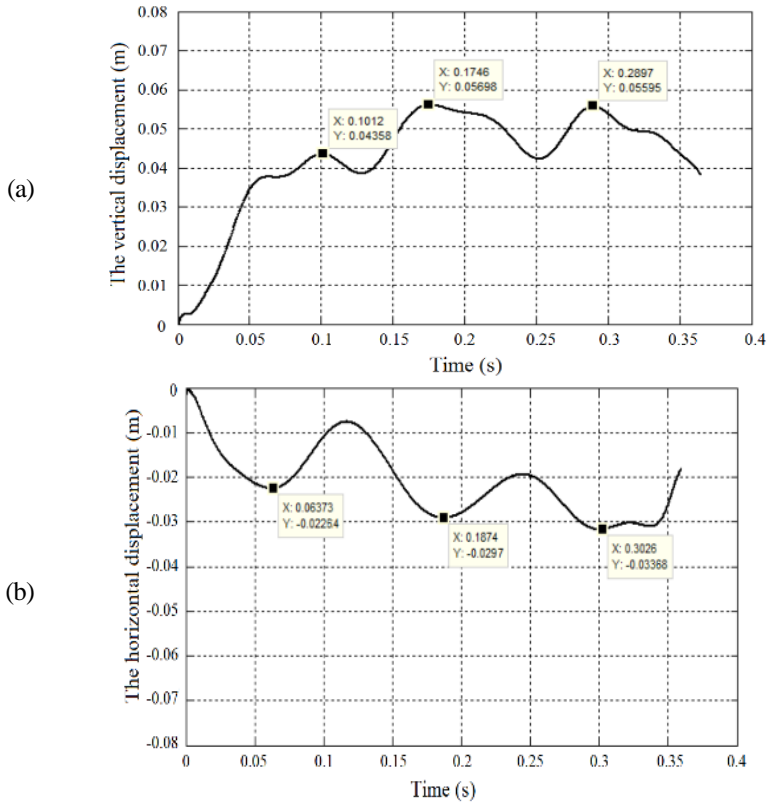 (a)
The vertical displacement (m)
0.08
0.07
0.06
0.05
0.04
0.03
0.02
0.01
0
X: 0.1012
Y: 0.04358
X: 0.1746
Y: 0.05698
X: 0.2897
Y: 0.05595
0 0.05 0.1 0.15 0.2 0.25 0.3 0.35 0.4
Time (s)
(b)
The horizontal displacement (m)
0
-0.01
-0.02
-0.03
-0.04
-0.05
-0.06
-0.07
-0.08
X: 0.06373
Y: -0.02254
X: 0.1874
Y: -0.0297
X: 0.3026
Y: -0.03368
0 0.05 0.1 0.15 0.2 0.25 0.3 0.35 0.4
Time (s)